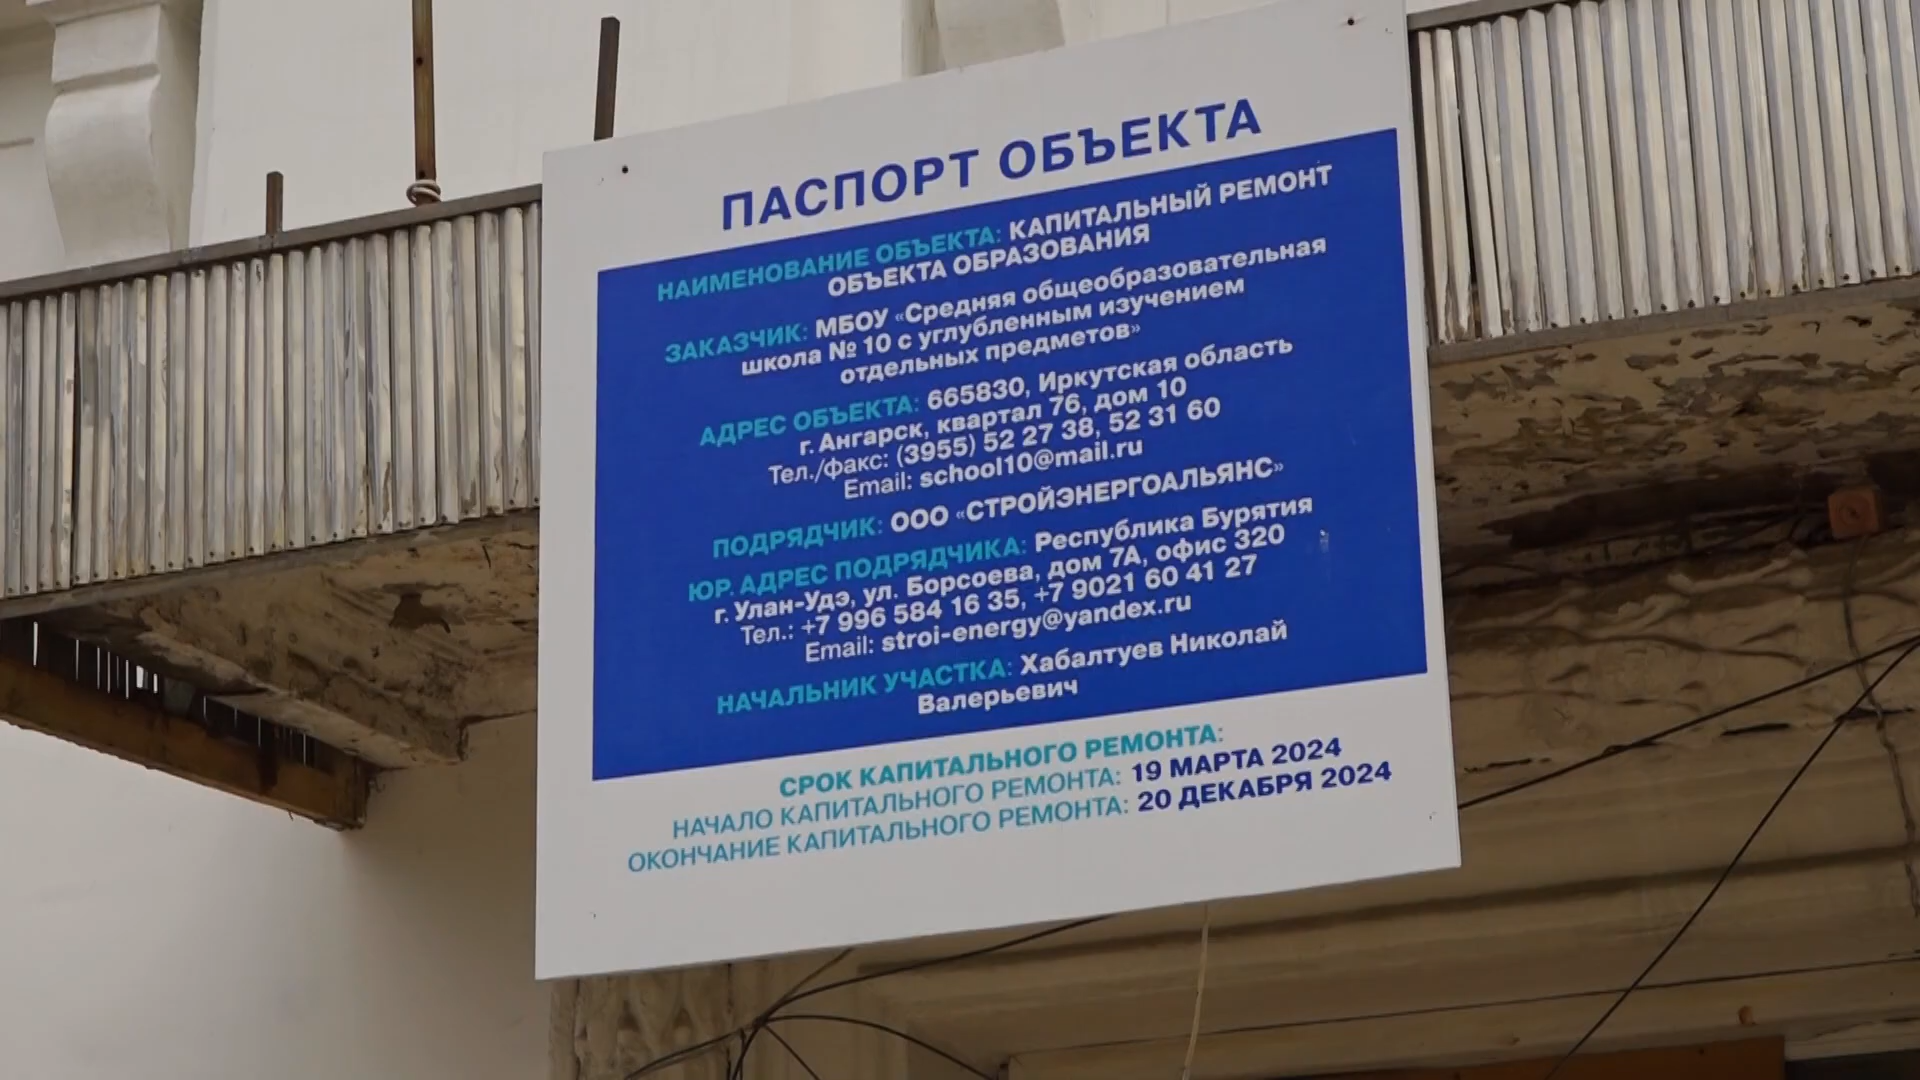 ПАСПОРТ ОБЪЕКТА
НАИМЕНОВАНИЕ ОБЪЕКТА: КАПИТАЛЬНЫЙ РЕМОНТ
ОБЪЕКТА ОБРАЗОВАНИЯ
ЗАКАЗЧИК: МБОУ «Средняя общеобразовательная
школа № 10 с углубленным изучением
отдельных предметов»
АДРЕС ОБЪЕКТА: 665830, Иркутская область
г. Ангарск, квартал 76, дом 10
Тел./факс: (3955) 52 27 38, 52 31 60
Email: school10@mail.ru
ПОДРЯДЧИК: ООО «СТРОЙЭНЕРГОАЛЬЯНС»
ЮР. АДРЕС ПОДРЯДЧИКА: Республика Бурятия
г. Улан-Удэ, ул. Борсоева, дом 7А, офис 320
Тел.: +7 996 584 16 35, +7 9021 60 41 27
Email: stroi-energy@yandex.ru
НАЧАЛЬНИК УЧАСТКА: Хабалтуев Николай
Валерьевич
СРОК КАПИТАЛЬНОГО РЕМОНТА:
НАЧАЛО КАПИТАЛЬНОГО РЕМОНТА: 19 МАРТА 2024
ОКОНЧАНИЕ КАПИТАЛЬНОГО РЕМОНТА: 20 ДЕКАБРЯ 2024